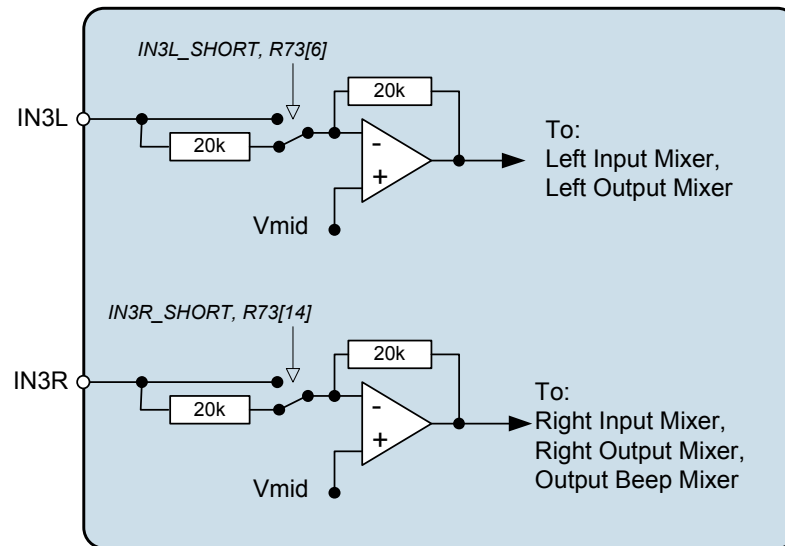 IN3L_SHORT, R73[6]
IN3L
20k
20k
-
+
Vmid
To:
Left Input Mixer,
Left Output Mixer
IN3R_SHORT, R73[14]
IN3R
20k
20k
-
+
Vmid
To:
Right Input Mixer,
Right Output Mixer,
Output Beep Mixer